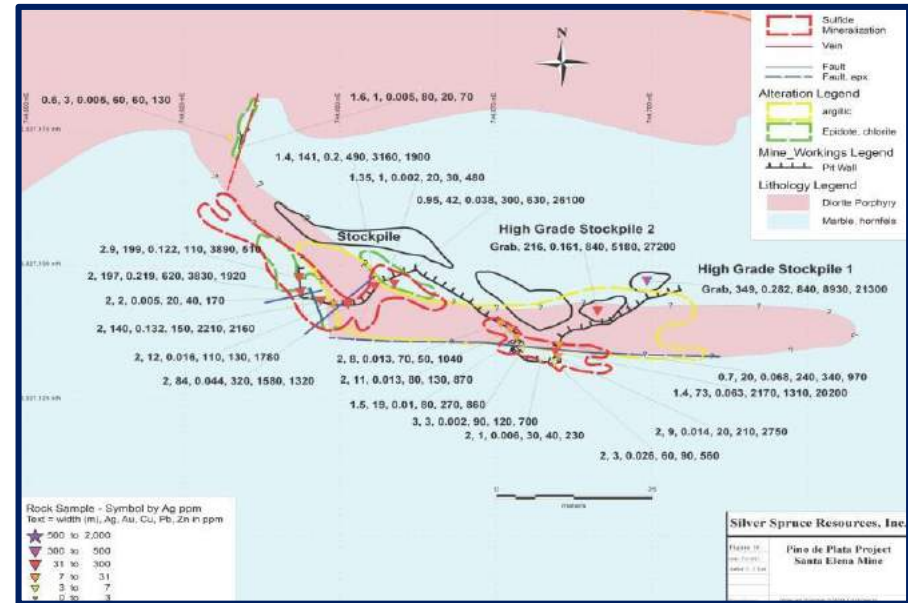 Sulfide
Mineralization
Vein
Fault
Fault, epx
Alteration Legend
argillic
Epidote, chlorite
Mine_Workings Legend
Pit Wall
Lithology Legend
Diorite Porphyry
Marble, hornfels
N
0.6, 3, 0.005, 60, 60, 130
1.6, 1, 0.005, 80, 20, 70
1.4, 141, 0.2, 490, 3160, 1900
1.35, 1, 0.002, 20, 30, 480
0.95, 42, 0.038, 300, 630, 26100
Stockpile
High Grade Stockpile 2
Grab, 216, 0.161, 840, 5180, 27200
High Grade Stockpile 1
Grab, 349, 0.282, 840, 8930, 21300
2.9, 199, 0.122, 110, 3890, 610
2, 197, 0.219, 620, 3830, 1920
2, 2, 0.005, 20, 40, 170
2, 140, 0.132, 150, 2210, 2160
2, 12, 0.016, 110, 130, 1780
2, 84, 0.044, 320, 1580, 1320
2, 8, 0.013, 70, 50, 1040
2, 11, 0.013, 80, 130, 870
1.5, 19, 0.01, 80, 270, 860
3, 3, 0.002, 90, 120, 700
2, 1, 0.006, 30, 40, 230
0.7, 20, 0.068, 240, 340, 970
1.4, 73, 0.063, 2170, 1310, 20200
2, 9, 0.014, 20, 210, 2750
2, 3, 0.026, 60, 90, 560
0 25
meters
Rock Sample - Symbol by Ag ppm
Text = width (m), Ag, Au, Cu, Pb, Zn in ppm
500 to 2,000
300 to 500
31 to 300
7 to 31
3 to 7
0 to 3
Silver Spruce Resources, Inc.
Pino de Plata Project
Santa Elena Mine